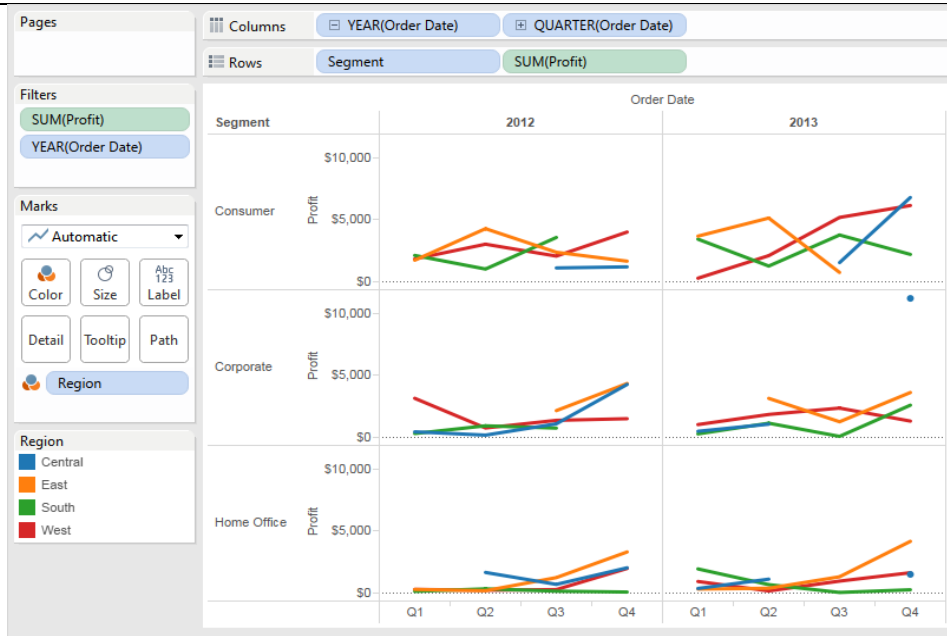 Pages
Columns
YEAR(Order Date)
QUARTER(Order Date)
Rows
Segment
SUM(Profit)
Filters
SUM(Profit)
YEAR(Order Date)
Marks
Automatic
Color
Size
Abc
123
Label
Detail
Tooltip
Path
Region
Region
Central
East
South
West
Order Date
Segment
2012
2013
Consumer
Profit
$10,000
$5,000
$0
Corporate
Profit
$10,000
$5,000
$0
Home Office
Profit
$10,000
$5,000
$0
Q1 Q2 Q3 Q4 Q1 Q2 Q3 Q4